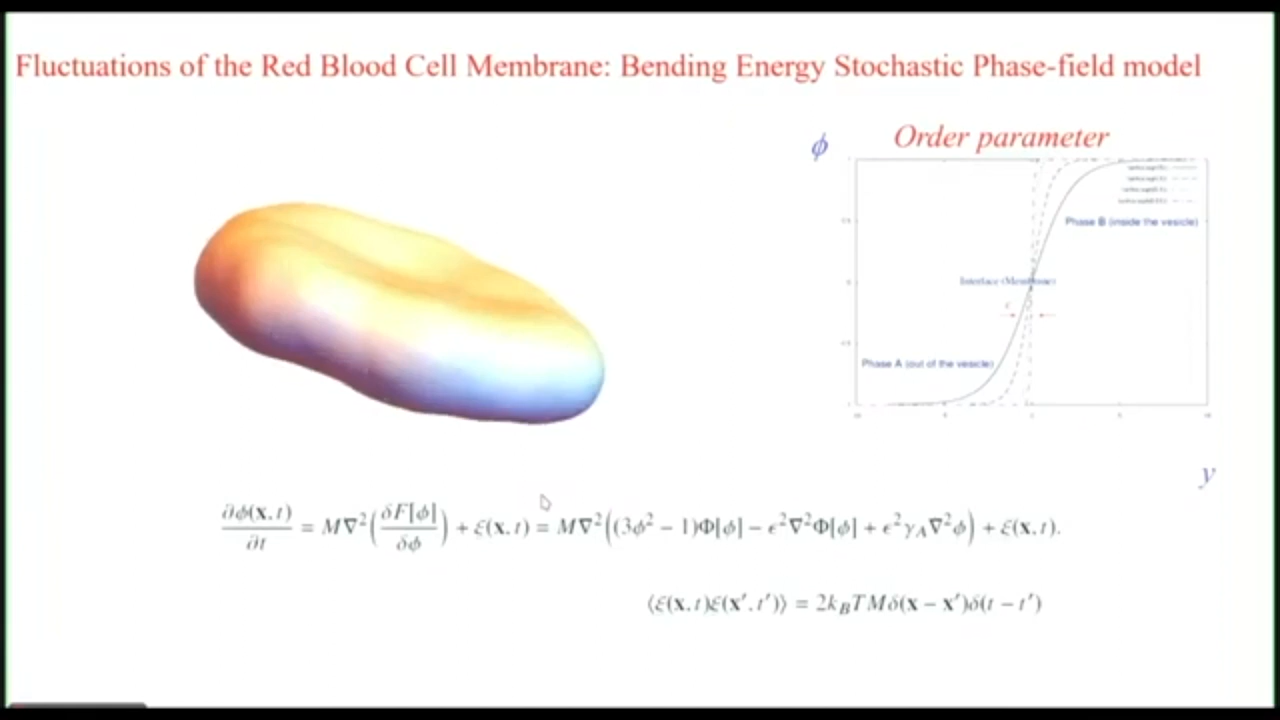 Fluctuations of the Red Blood Cell Membrane: Bending Energy Stochastic Phase-field model
ϕ
Order parameter
Phase B (inside the vesicle)
Interface (Membrane)
ε
Phase A (out of the vesicle)
y
∂ϕ(x,t)/∂t = M∇²(δF[ϕ]/δϕ) + ξ(x,t) = M∇²((3ϕ² − 1)Φ[ϕ] − ϵ²∇²Φ[ϕ] + ϵ²γ_A∇²ϕ) + ξ(x,t).
⟨ξ(x,t)ξ(x′,t′)⟩ = 2k_BTMδ(x − x′)δ(t − t′)